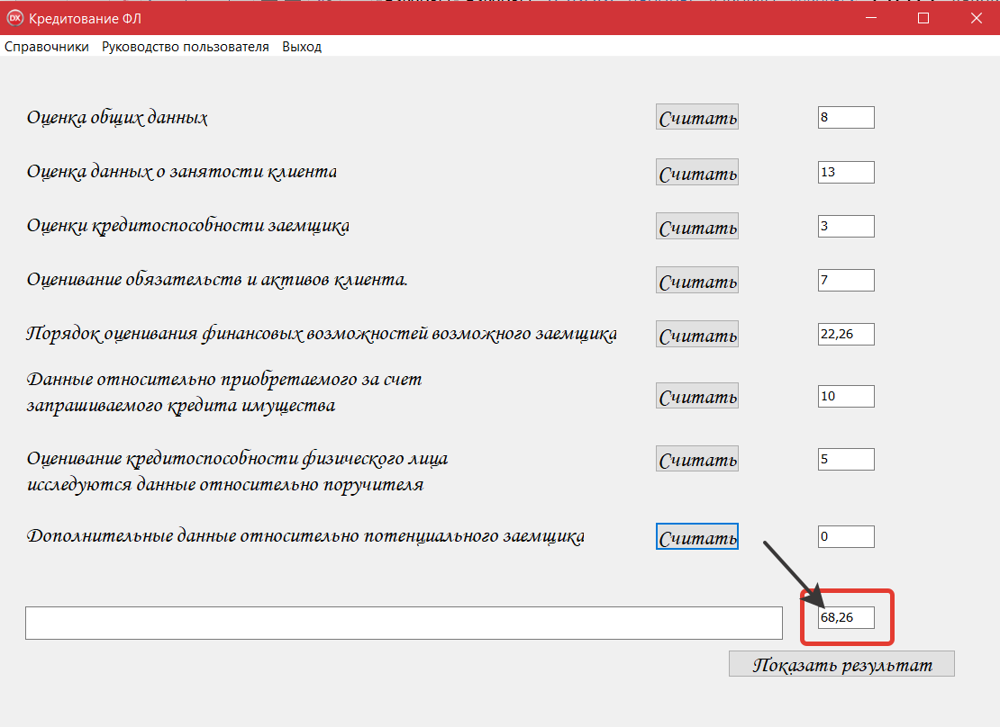 DX Кредитование ФЛ
Справочники Руководство пользователя Выход
Оценка общих данных Считать 8
Оценка данных о занятости клиента Считать 13
Оценки кредитоспособности заемщика Считать 3
Оценивание обязательств и активов клиента. Считать 7
Порядок оценивания финансовых возможностей возможного заемщика Считать 22,26
Данные относительно приобретаемого за счет
запрашиваемого кредита имущества Считать 10
Оценивание кредитоспособности физического лица
исследуются данные относительно поручителя Считать 5
Дополнительные данные относительно потенциального заемщика Считать 0
68,26
Показать результат